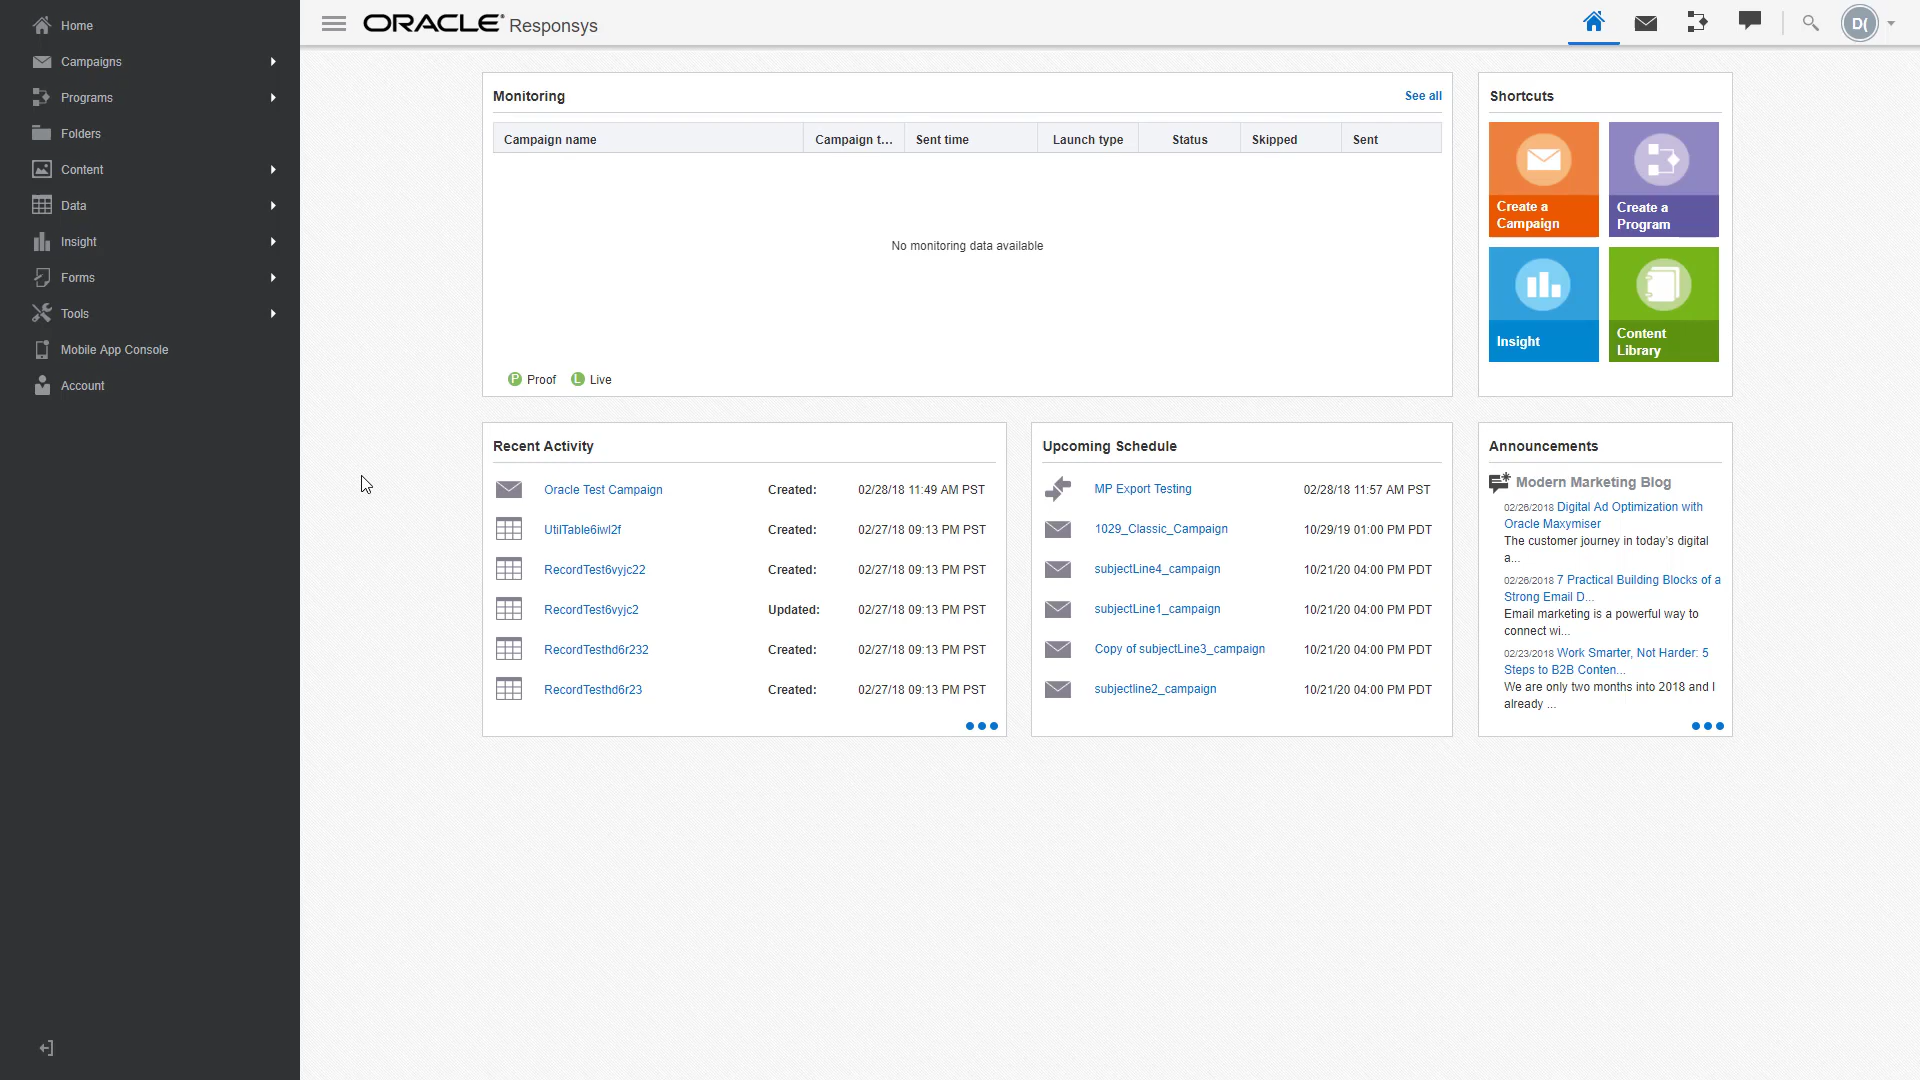 Home
Campaigns
Programs
Folders
Content
Data
Insight
Forms
Tools
Mobile App Console
Account
ORACLE® Responsys
D(
Monitoring
See all
Campaign name Campaign t... Sent time Launch type Status Skipped Sent
No monitoring data available
P Proof L Live
Shortcuts
Create a
Campaign
Create a
Program
Insight
Content
Library
Recent Activity
Oracle Test Campaign Created: 02/28/18 11:49 AM PST
UtilTable6iwl2f Created: 02/27/18 09:13 PM PST
RecordTest6vyjc22 Created: 02/27/18 09:13 PM PST
RecordTest6vyjc2 Updated: 02/27/18 09:13 PM PST
RecordTesthd6r232 Created: 02/27/18 09:13 PM PST
RecordTesthd6r23 Created: 02/27/18 09:13 PM PST
Upcoming Schedule
MP Export Testing 02/28/18 11:57 AM PST
1029_Classic_Campaign 10/29/19 01:00 PM PDT
subjectLine4_campaign 10/21/20 04:00 PM PDT
subjectLine1_campaign 10/21/20 04:00 PM PDT
Copy of subjectLine3_campaign 10/21/20 04:00 PM PDT
subjectline2_campaign 10/21/20 04:00 PM PDT
Announcements
Modern Marketing Blog
02/26/2018 Digital Ad Optimization with
Oracle Maxymiser
The customer journey in today's digital
a...
02/26/2018 7 Practical Building Blocks of a
Strong Email D...
Email marketing is a powerful way to
connect wi...
02/23/2018 Work Smarter, Not Harder: 5
Steps to B2B Conten...
We are only two months into 2018 and I
already ...